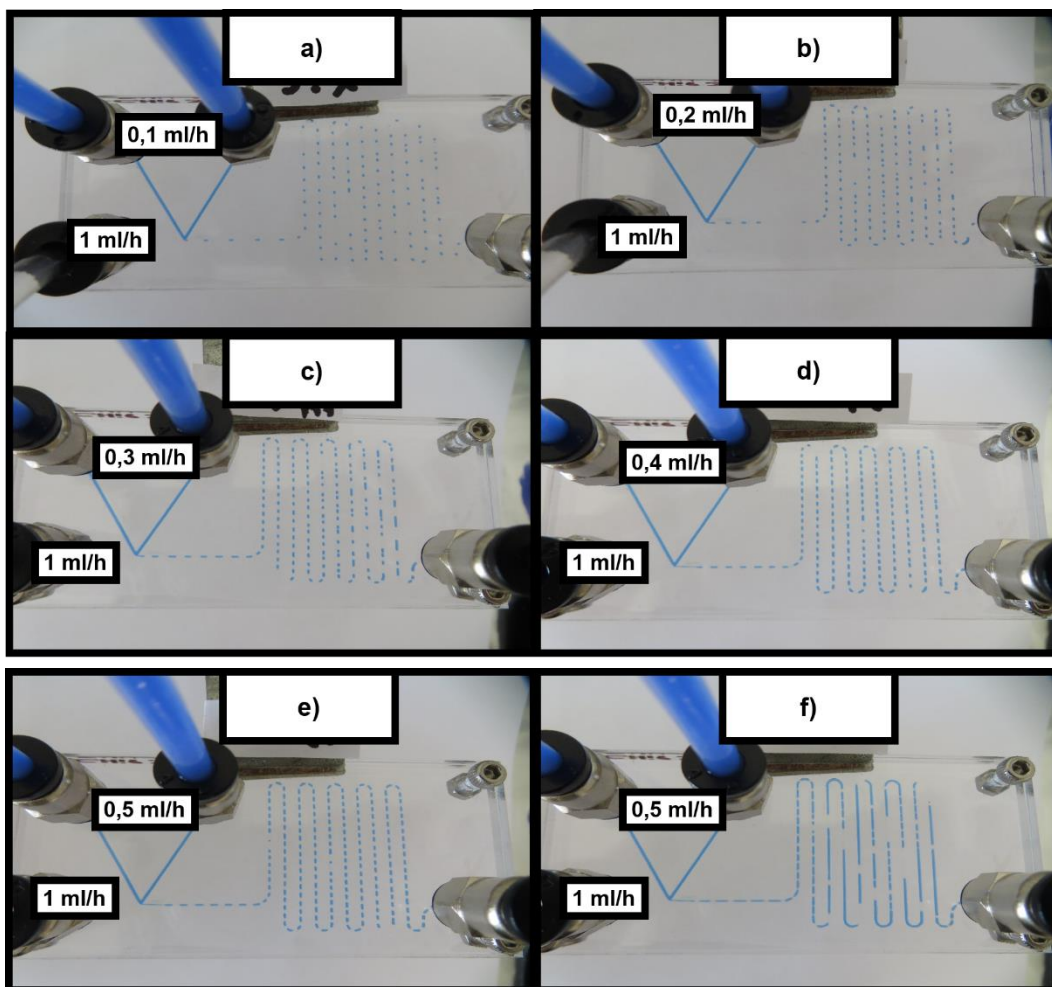 a)
0,1 ml/h
1 ml/h
b)
0,2 ml/h
1 ml/h
c)
0,3 ml/h
1 ml/h
d)
0,4 ml/h
1 ml/h
e)
0,5 ml/h
1 ml/h
f)
0,5 ml/h
1 ml/h